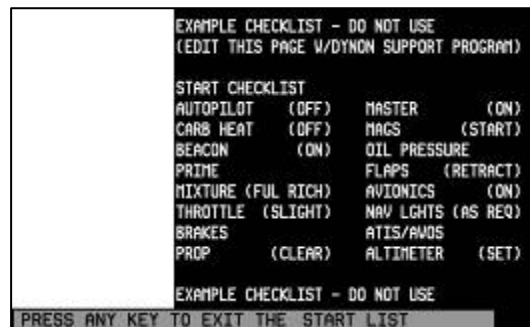 EXAMPLE CHECKLIST - DO NOT USE
(EDIT THIS PAGE W/DYNON SUPPORT PROGRAM)
START CHECKLIST
AUTOPILOT (OFF) MASTER (ON)
CARB HEAT (OFF) MAGS (START)
BEACON (ON) OIL PRESSURE
PRIME FLAPS (RETRACT)
MIXTURE (FUL RICH) AVIONICS (ON)
THROTTLE (SLIGHT) NAV LGHTS (AS REQ)
BRAKES ATIS/AWOS
PROP (CLEAR) ALTIMETER (SET)
EXAMPLE CHECKLIST - DO NOT USE
PRESS ANY KEY TO EXIT THE START LIST